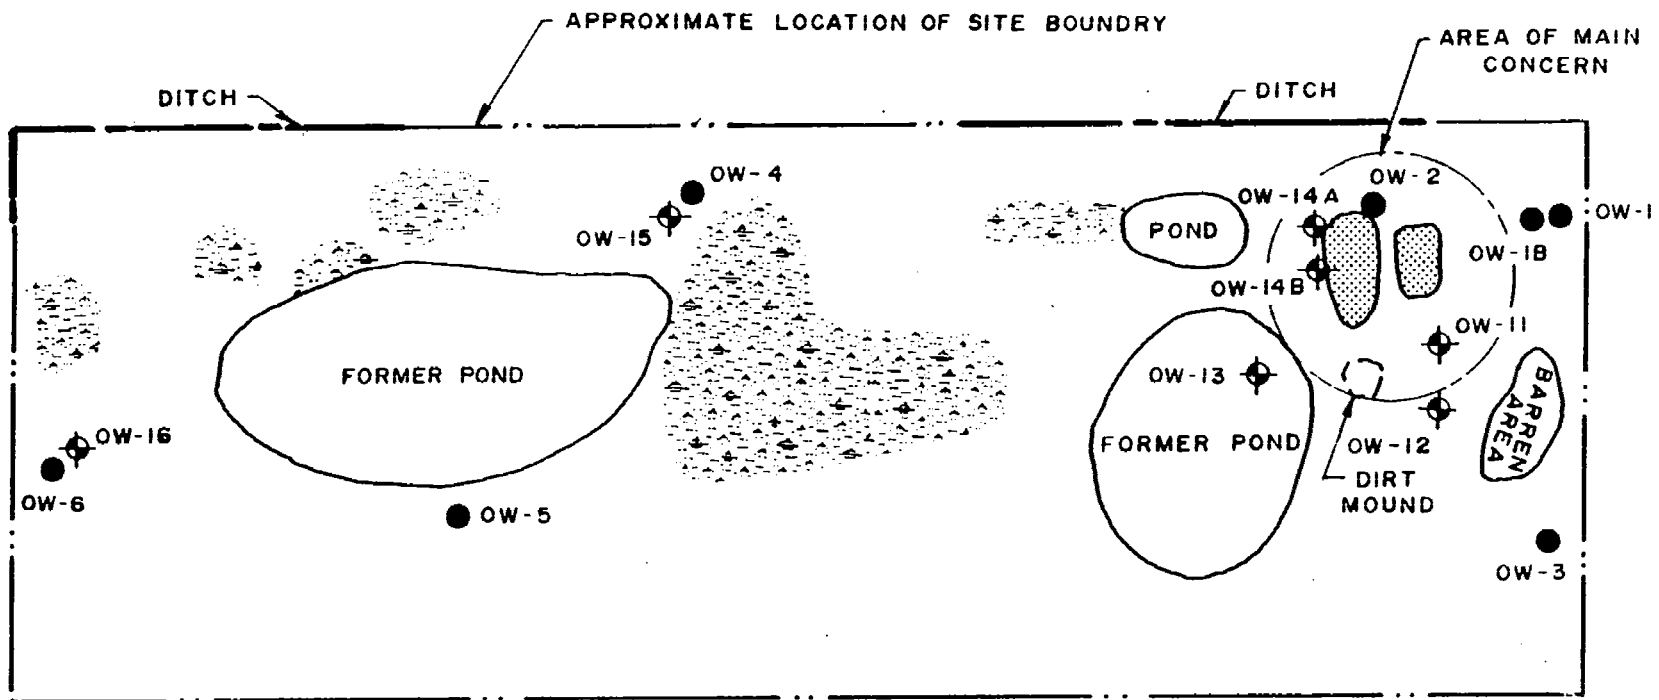 APPROXIMATE LOCATION OF SITE BOUNDRY
AREA OF MAIN
CONCERN
DITCH
DITCH
OW-4
OW-2
OW-14A
OW-1
OW-15
POND
OW-1B
OW-14B
OW-11
FORMER POND
OW-13
BARREN
AREA
OW-16
FORMER POND
OW-12
OW-6
DIRT
MOUND
OW-5
OW-3